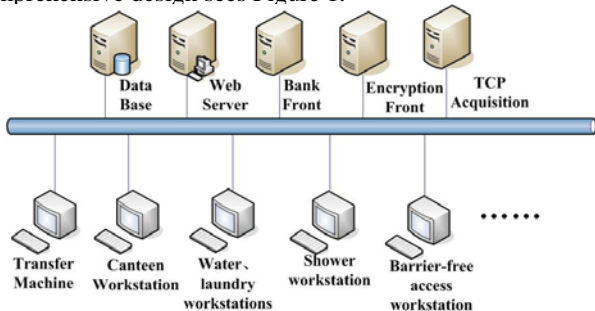 mprehensive design sees Figure 1.
Data
Base
Web
Server
Bank
Front
Encryption
Front
TCP
Acquisition
Transfer
Machine
Canteen
Workstation
Water、
laundry
workstations
Shower
workstation
Barrier-free
access
workstation
······